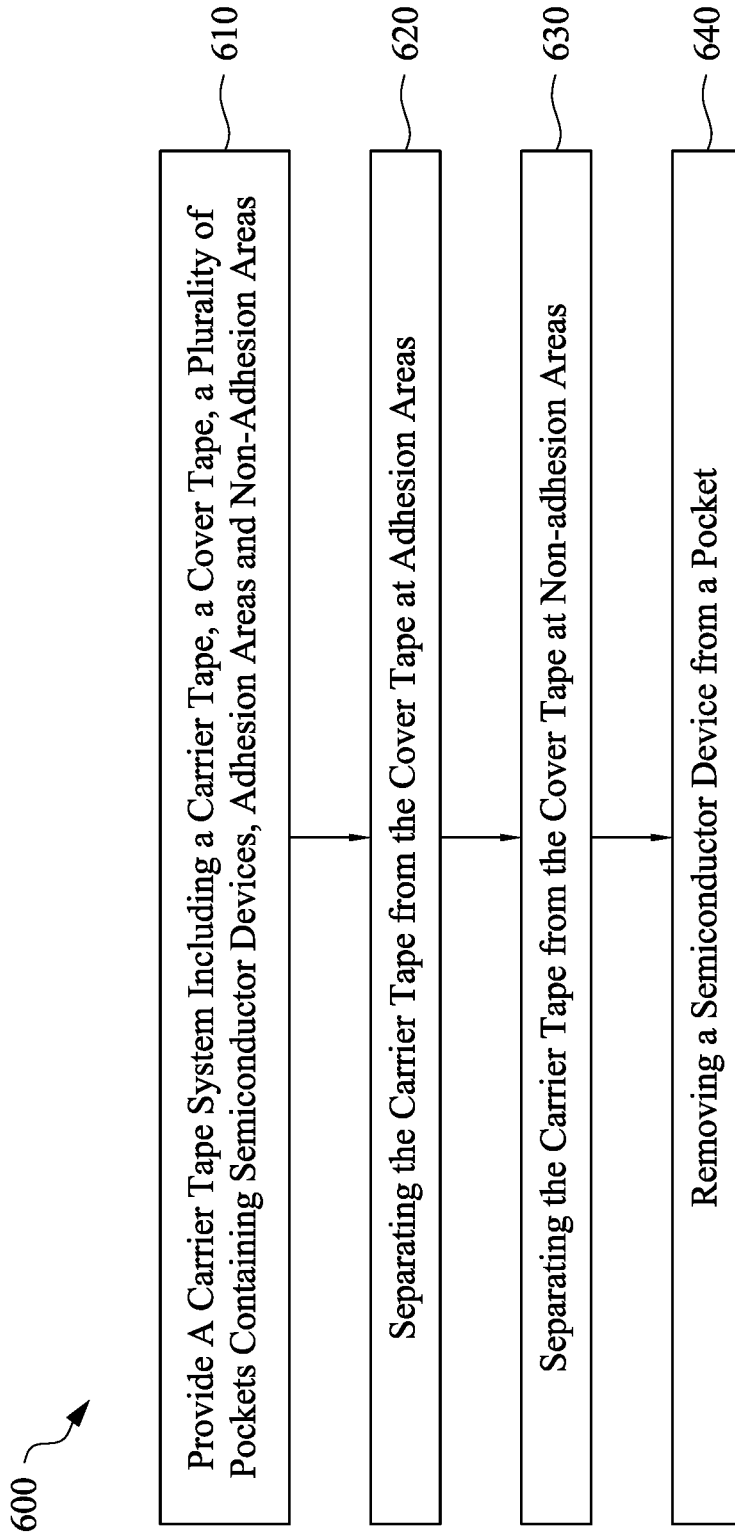 600
Provide A Carrier Tape System Including a Carrier Tape, a Cover Tape, a Plurality of
Pockets Containing Semiconductor Devices, Adhesion Areas and Non-Adhesion Areas
610
Separating the Carrier Tape from the Cover Tape at Adhesion Areas
620
Separating the Carrier Tape from the Cover Tape at Non-adhesion Areas
630
Removing a Semiconductor Device from a Pocket
640